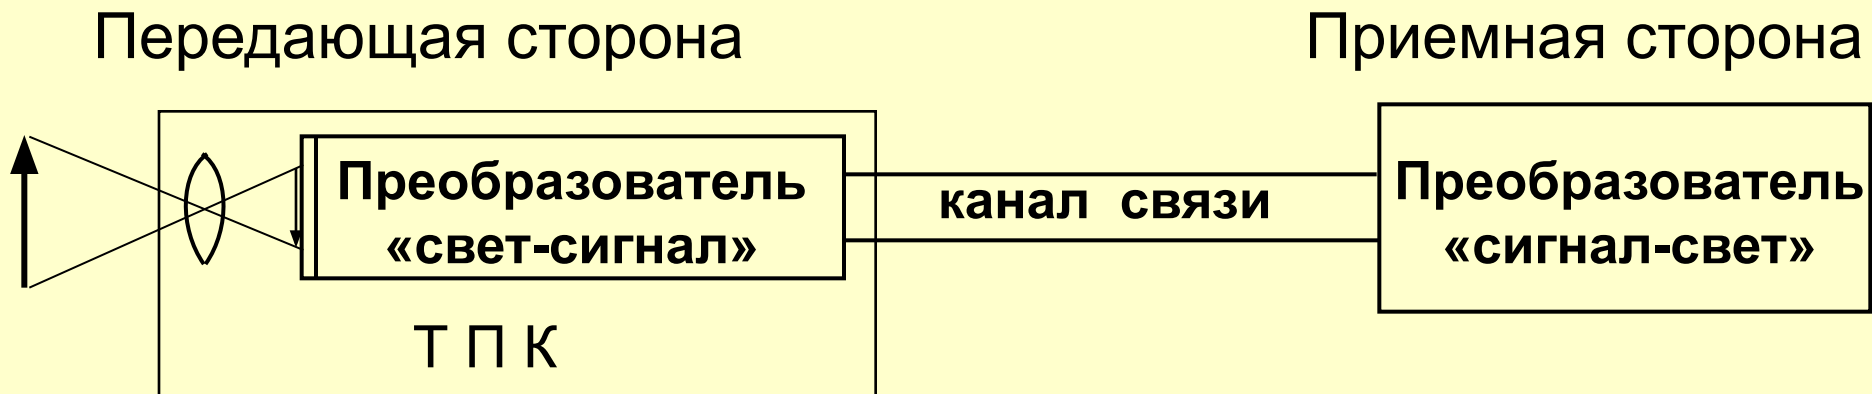 Передающая сторона
Приемная сторона
Преобразователь
«свет-сигнал»
Т П К
канал связи
Преобразователь
«сигнал-свет»